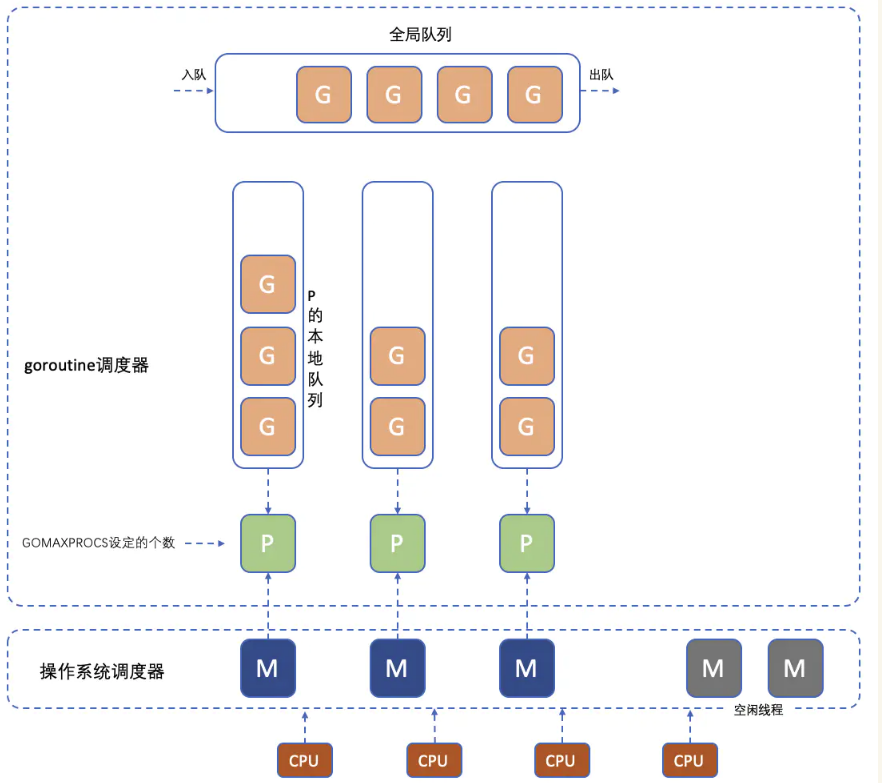 全局队列
入队
出队
G G G G
G
G G G
G G G
P的本地队列
goroutine调度器
GOMAXPROCS设定的个数
P P P
操作系统调度器
M M M M M
空闲线程
CPU CPU CPU CPU